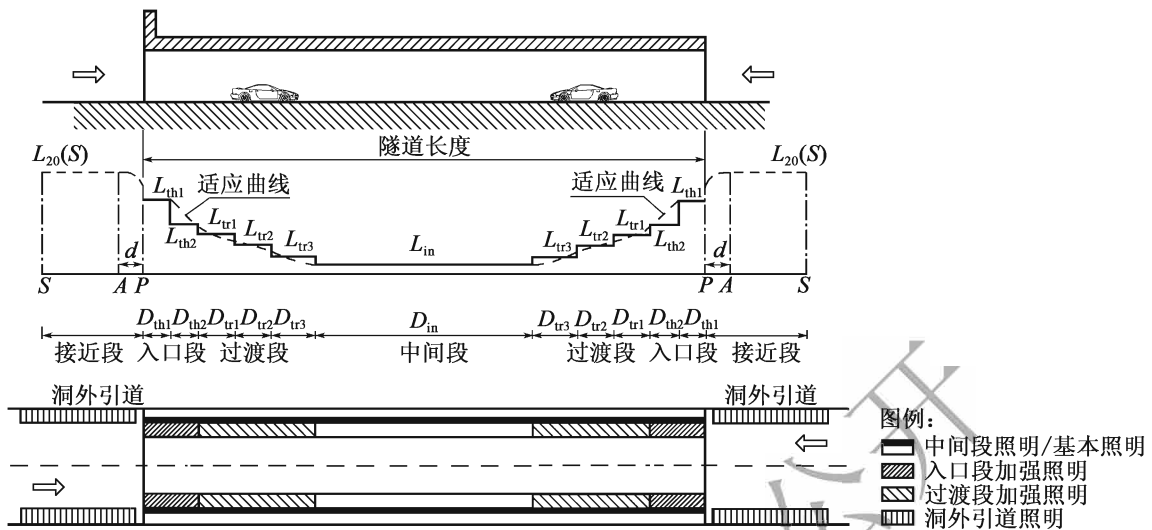 隧道长度
L20(S)
L20(S)
Lth1
适应曲线
适应曲线
Lth1
Lth2
Ltr1
Ltr2
Ltr3
Lin
Ltr3
Ltr2
Ltr1
Lth2
d
d
S
A
P
P
A
S
Dth1
Dth2
Dtr1
Dtr2
Dtr3
Din
Dtr3
Dtr2
Dtr1
Dth2
Dth1
接近段
入口段
过渡段
中间段
过渡段
入口段
接近段
洞外引道
洞外引道
图例：
中间段照明/基本照明
入口段加强照明
过渡段加强照明
洞外引道照明